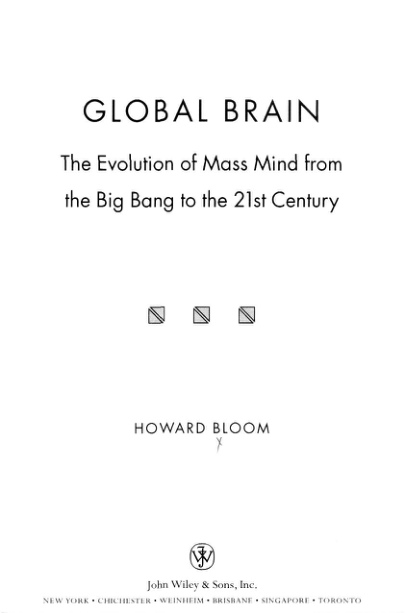 GLOBAL BRAIN
The Evolution of Mass Mind from
the Big Bang to the 21st Century
HOWARD BLOOM
John Wiley & Sons, Inc.
NEW YORK • CHICHESTER • WEINHEIM • BRISBANE • SINGAPORE • TORONTO